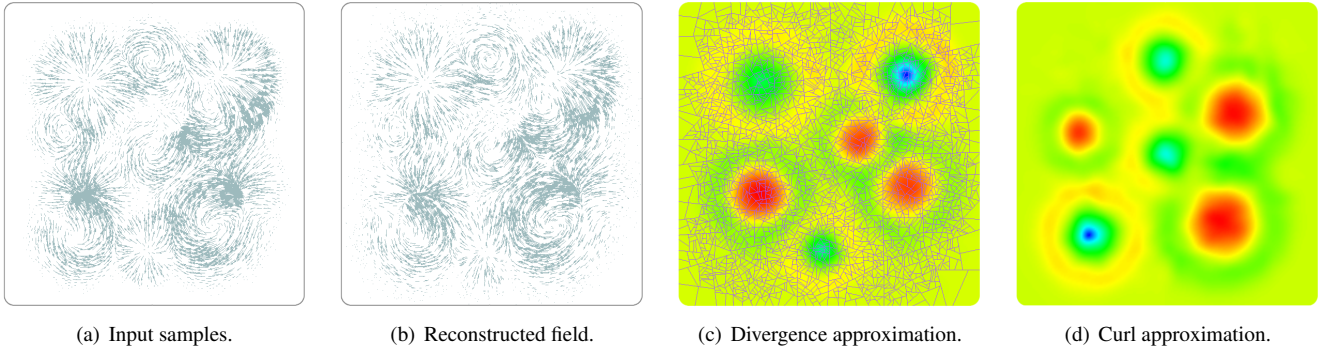 (a) Input samples.
(b) Reconstructed field.
(c) Divergence approximation.
(d) Curl approximation.